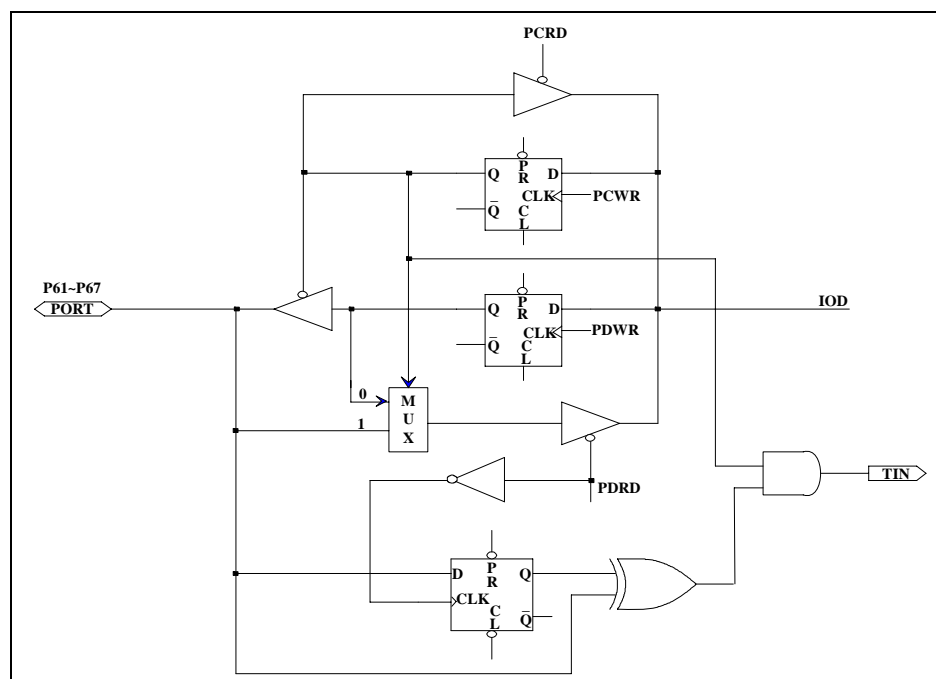 PCRD
Q
P
R
D
CLK
PCWR
Q̅
C
L
P61~P67
PORT
Q
P
R
D
IOD
CLK
PDWR
Q̅
C
L
0
1
M
U
X
PDRD
TIN
D
P
R
Q
CLK
C
L
Q̅